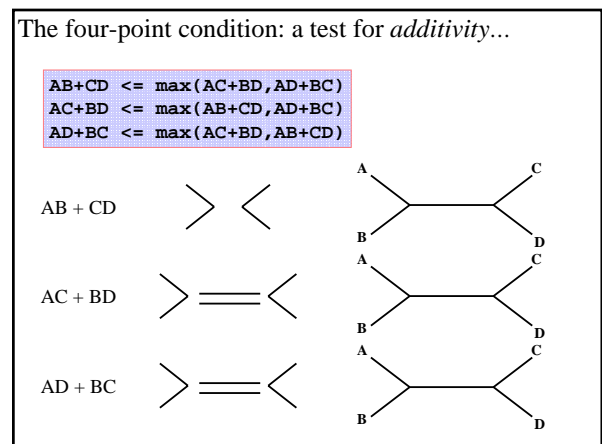 The four-point condition: a test for additivity...
AB+CD <= max(AC+BD,AD+BC)
AC+BD <= max(AB+CD,AD+BC)
AD+BC <= max(AC+BD,AB+CD)
A C
AB + CD
B D
A C
AC + BD
B D
A C
AD + BC
B D